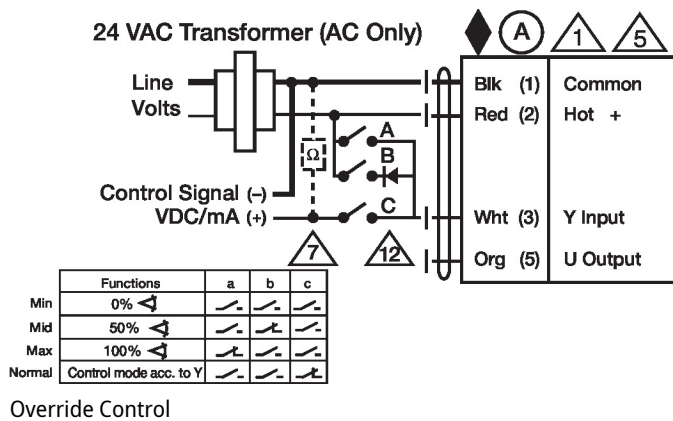 24 VAC Transformer (AC Only)
A
1
5
Line
Volts
Blk (1) Common
Red (2) Hot +
A
B
Ω
C
Control Signal (–)
VDC/mA (+)
Wht (3) Y Input
Org (5) U Output
7
12
Functions a b c
Min 0%
Mid 50%
Max 100%
Normal Control mode acc. to Y
Override Control